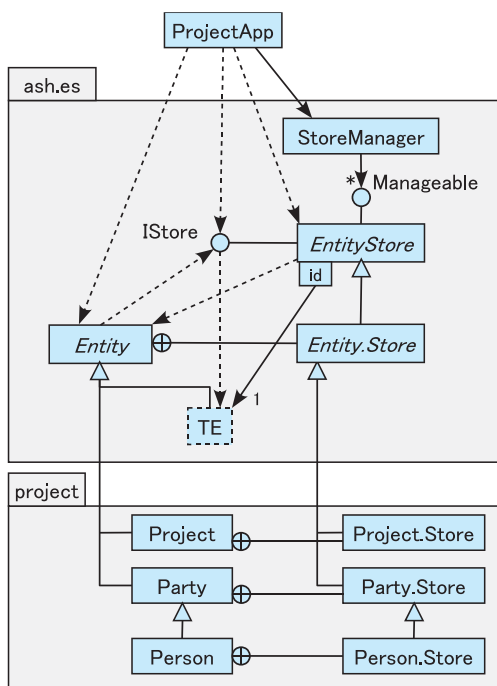 ProjectApp
ash.es
StoreManager
* Manageable
IStore
EntityStore
id
Entity
Entity.Store
1
TE
project
Project
Project.Store
Party
Party.Store
Person
Person.Store